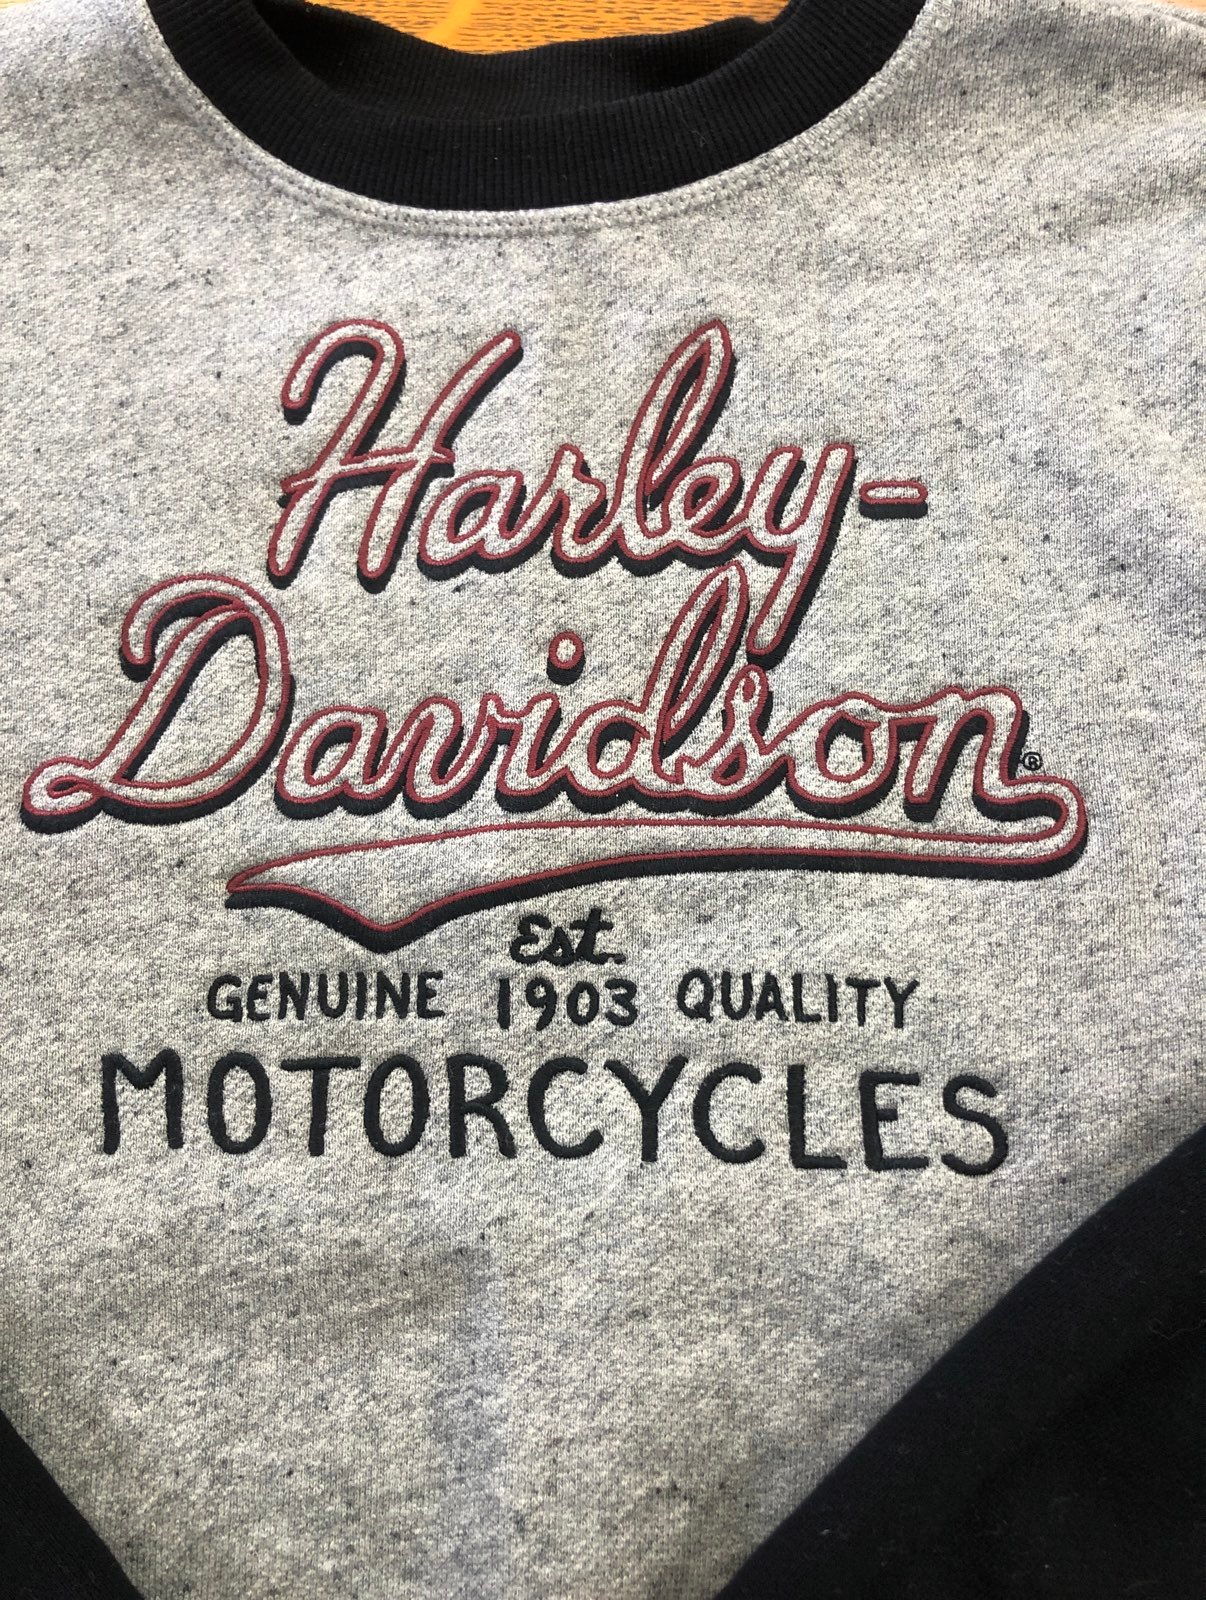 Harley-
Davidson®
Est.
GENUINE 1903 QUALITY
MOTORCYCLES